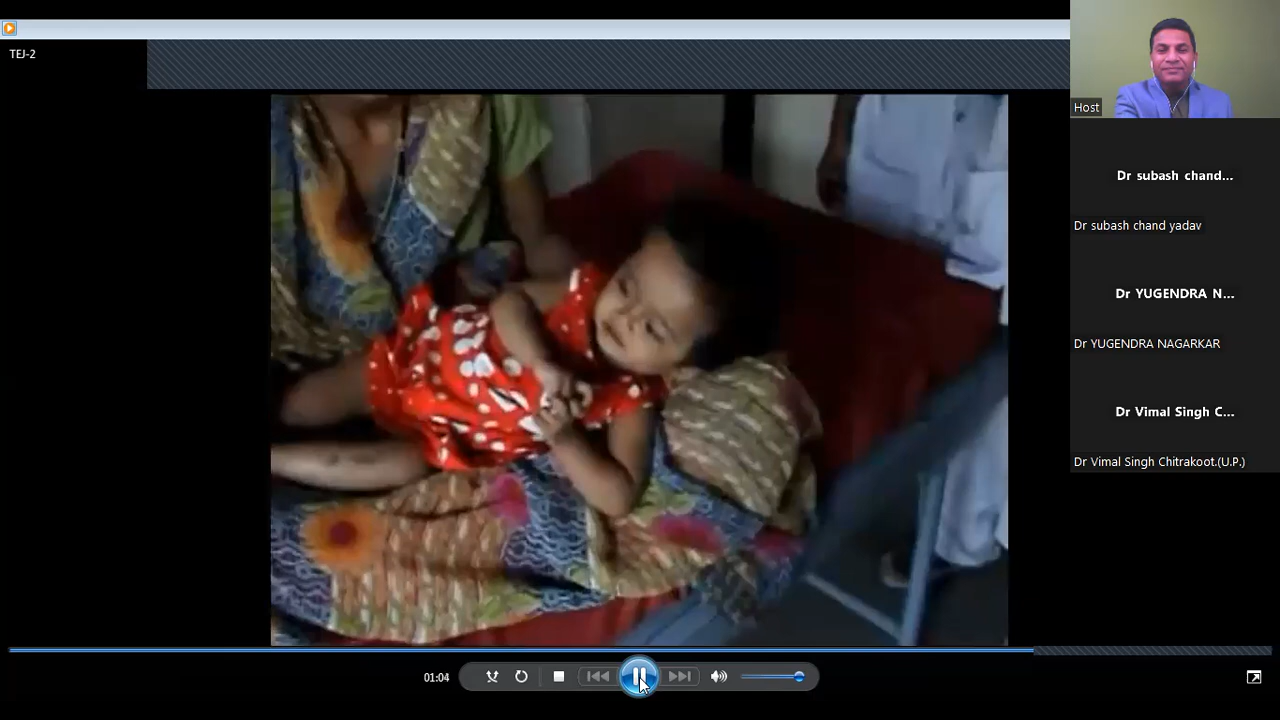 TEJ-2
Host
Dr subash chand...
Dr subash chand yadav
Dr YUGENDRA N...
Dr YUGENDRA NAGARKAR
Dr Vimal Singh C...
Dr Vimal Singh Chitrakoot.(U.P.)
01:04